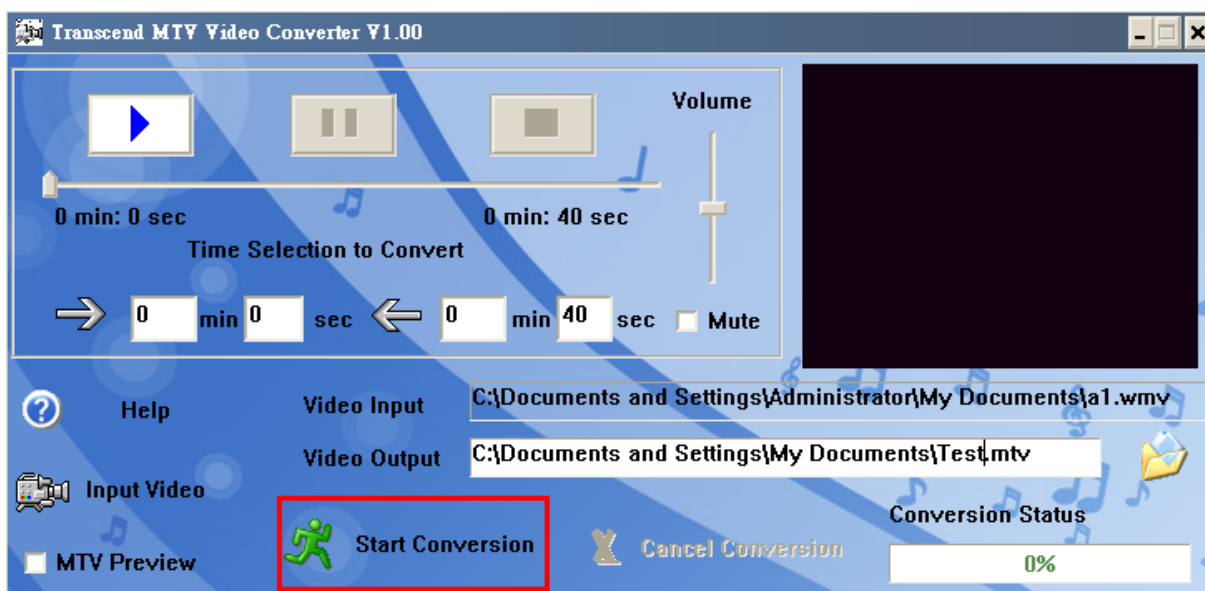 Transcend MTV Video Converter V1.00
Volume
0 min: 0 sec
0 min: 40 sec
Time Selection to Convert
0 min 0 sec 0 min 40 sec
Mute
Help
Video Input
C:\Documents and Settings\Administrator\My Documents\a1.wmv
Video Output
C:\Documents and Settings\My Documents\Test.mtv
Input Video
Start Conversion
Cancel Conversion
Conversion Status
MTV Preview
0%